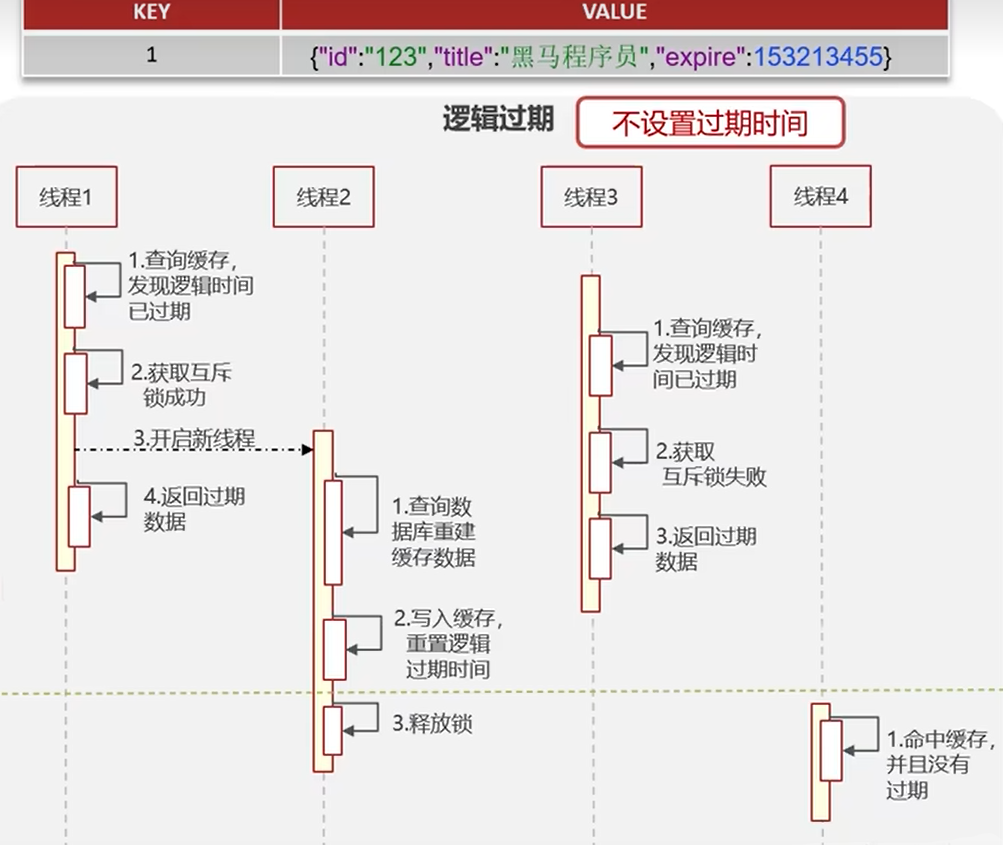 KEY VALUE
1 {"id":"123","title":"黑马程序员","expire":153213455}
逻辑过期 不设置过期时间
线程1 线程2 线程3 线程4
1.查询缓存,
发现逻辑时间
已过期
2.获取互斥
锁成功
3.开启新线程
4.返回过期
数据
1.查询数
据库重建
缓存数据
2.写入缓存,
重置逻辑
过期时间
3.释放锁
1.查询缓存,
发现逻辑时
间已过期
2.获取
互斥锁失败
3.返回过期
数据
1.命中缓存,
并且没有
过期